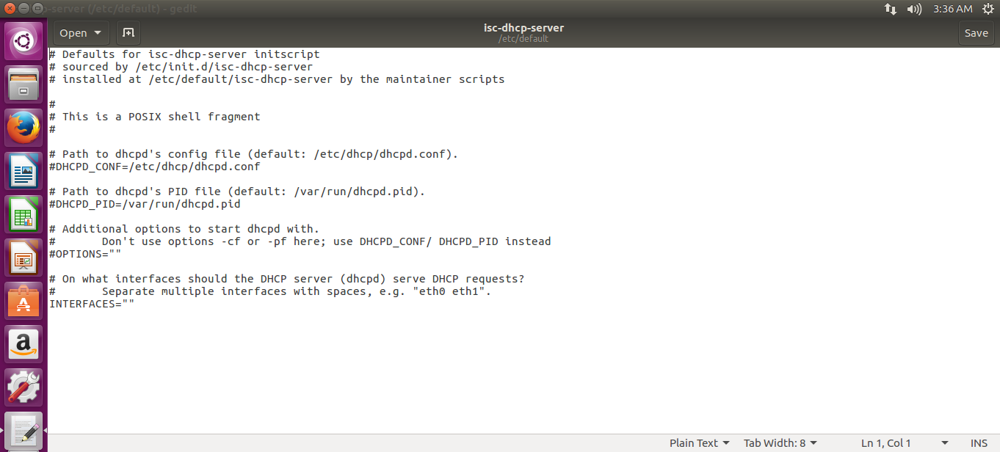 -server (/etc/default) - gedit
3:36 AM
Open
isc-dhcp-server
/etc/default
Save
# Defaults for isc-dhcp-server initscript
# sourced by /etc/init.d/isc-dhcp-server
# installed at /etc/default/isc-dhcp-server by the maintainer scripts
#
# This is a POSIX shell fragment
#
# Path to dhcpd's config file (default: /etc/dhcp/dhcpd.conf).
#DHCPD_CONF=/etc/dhcp/dhcpd.conf
# Path to dhcpd's PID file (default: /var/run/dhcpd.pid).
#DHCPD_PID=/var/run/dhcpd.pid
# Additional options to start dhcpd with.
#       Don't use options -cf or -pf here; use DHCPD_CONF/ DHCPD_PID instead
#OPTIONS=""
# On what interfaces should the DHCP server (dhcpd) serve DHCP requests?
#       Separate multiple interfaces with spaces, e.g. "eth0 eth1".
INTERFACES=""
a
Plain Text Tab Width: 8 Ln 1, Col 1 INS